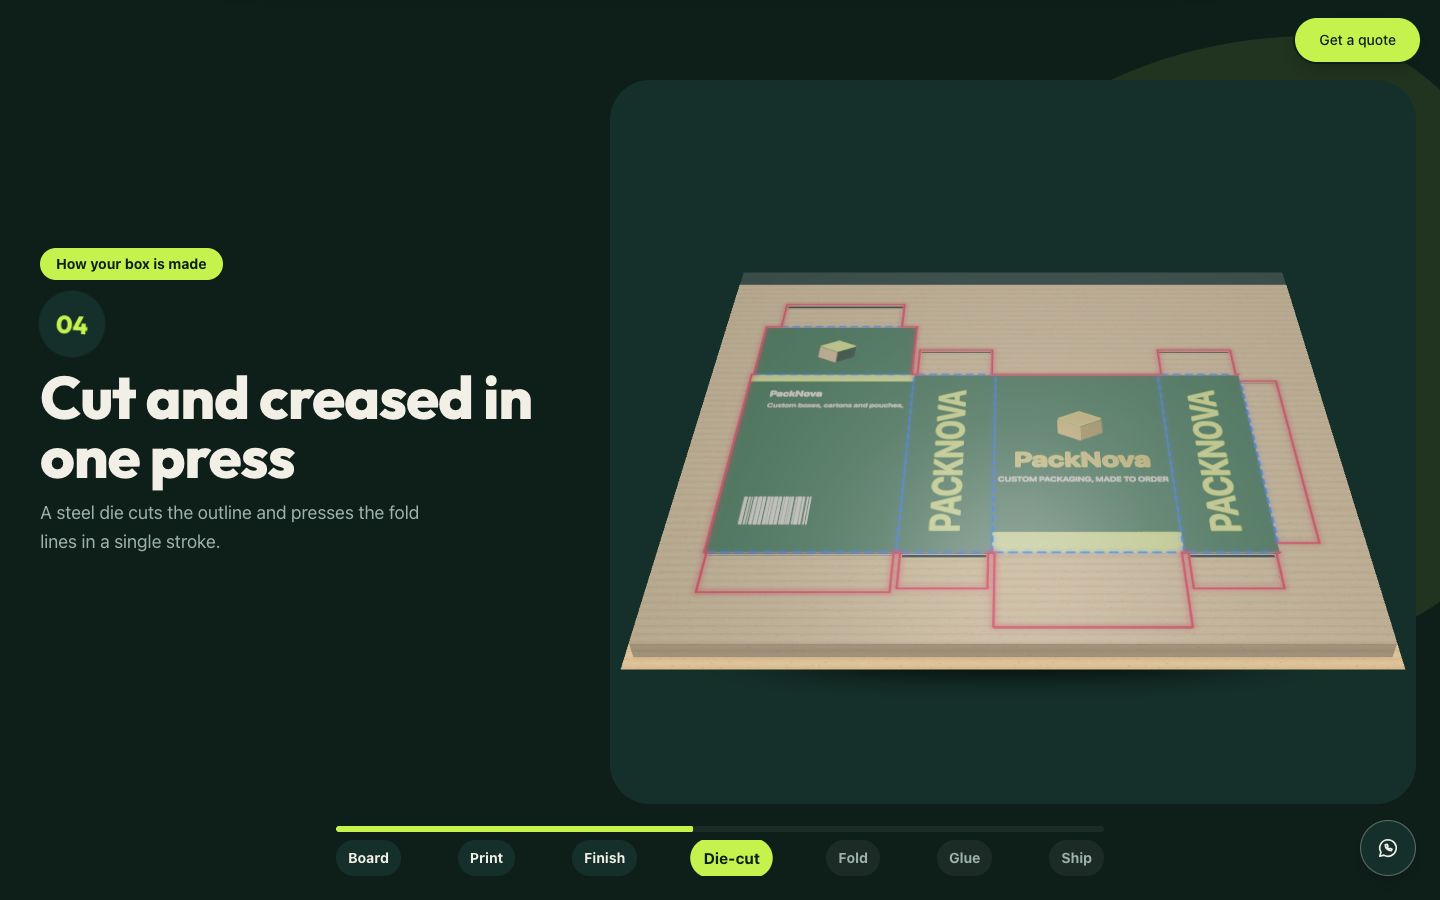 Get a quote
How your box is made
04
Cut and creased in
one press
A steel die cuts the outline and presses the fold
lines in a single stroke.
PackNova
Custom boxes, cartons and pouches,
PACKNOVA
PackNova
CUSTOM PACKAGING, MADE TO ORDER
PACKNOVA
Board
Print
Finish
Die-cut
Fold
Glue
Ship